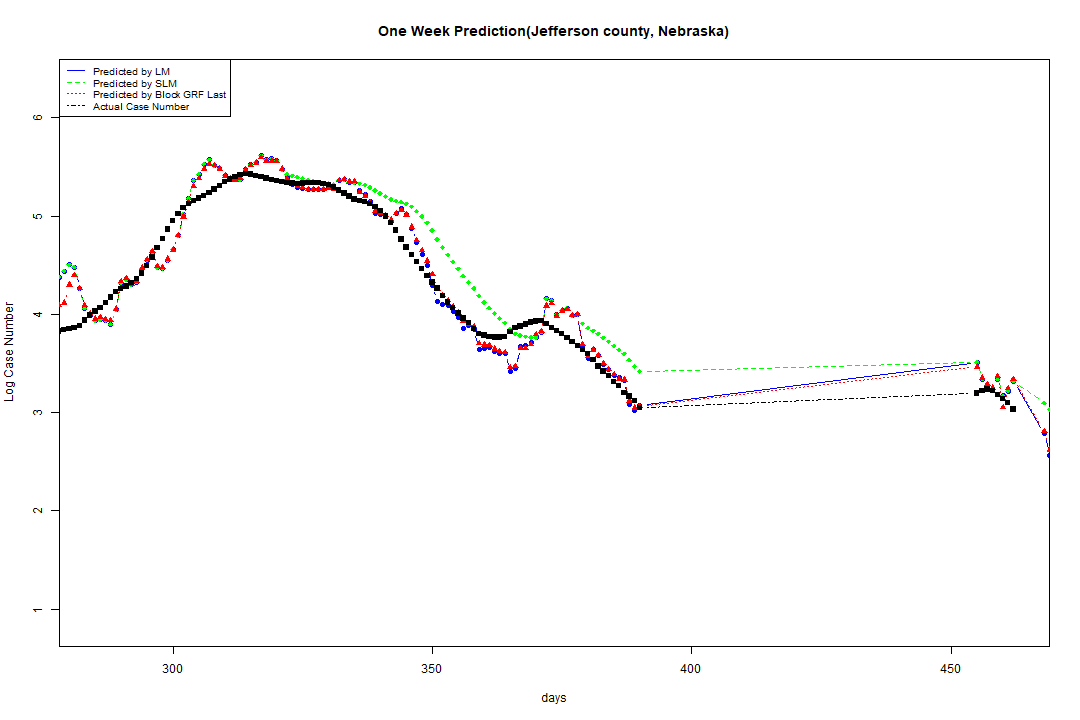 One Week Prediction(Jefferson county, Nebraska)
Predicted by LM
Predicted by SLM
Predicted by Block GRF Last
Actual Case Number
6
5
4
3
2
1
Log Case Number
300
350
400
450
days